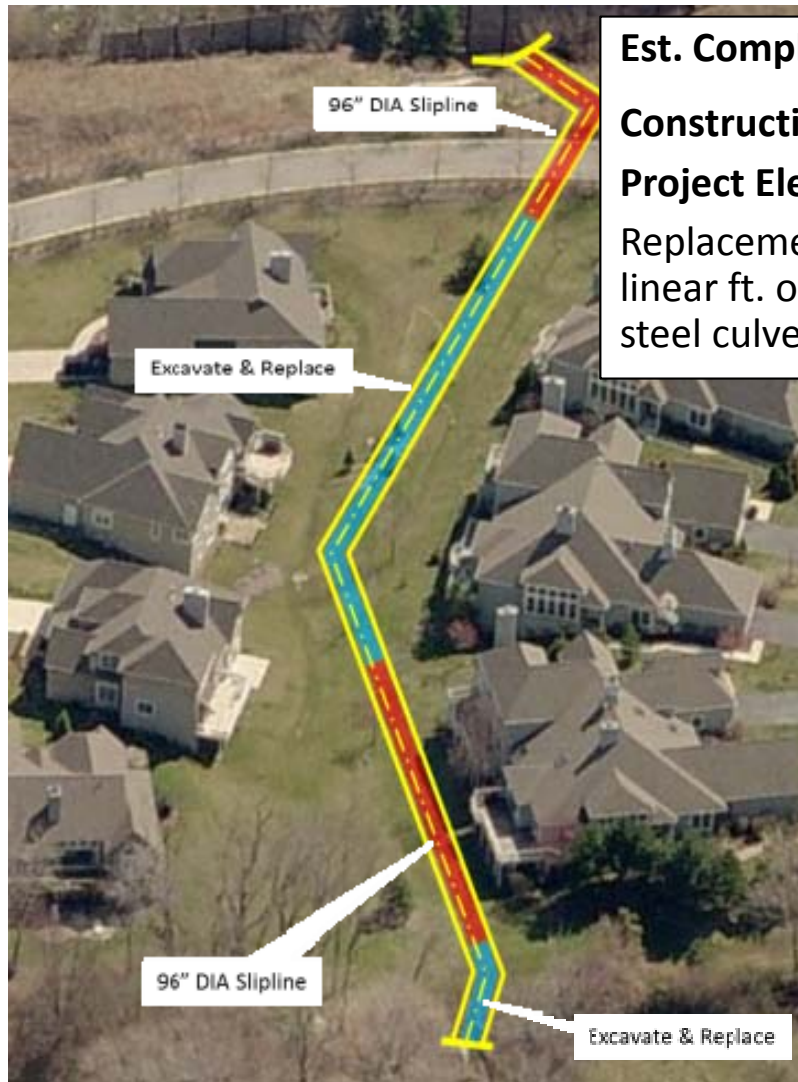 Est. Comp
Constructi
Project Ele
Replaceme
linear ft. o
steel culve
96" DIA Slipline
Excavate & Replace
96" DIA Slipline
Excavate & Replace